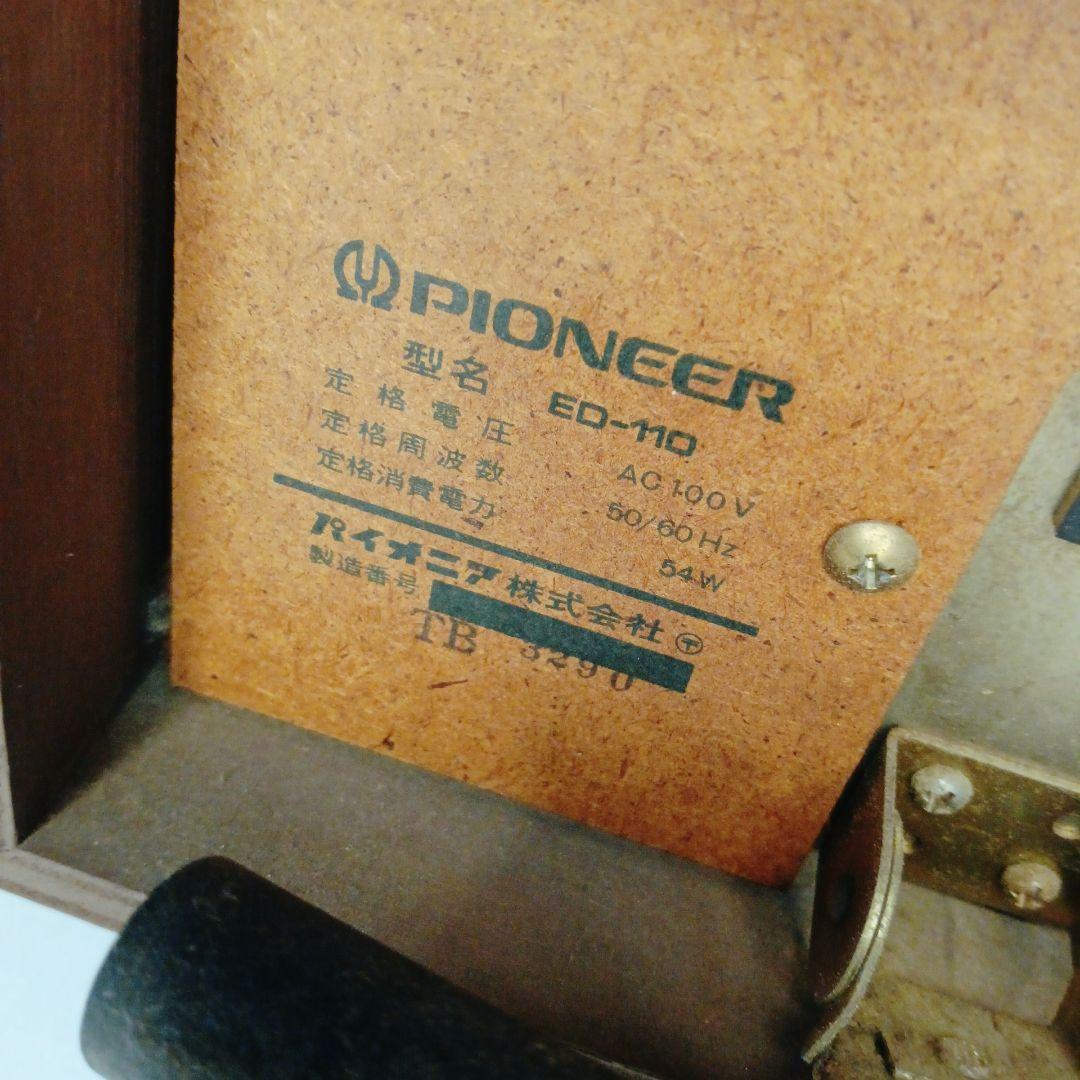 PIONEER
型名 ED-110
定格電圧 AC 100V
定格周波数 50/60Hz
定格消費電力 54W
パイオニア株式会社 〒
製造番号
TB 3290